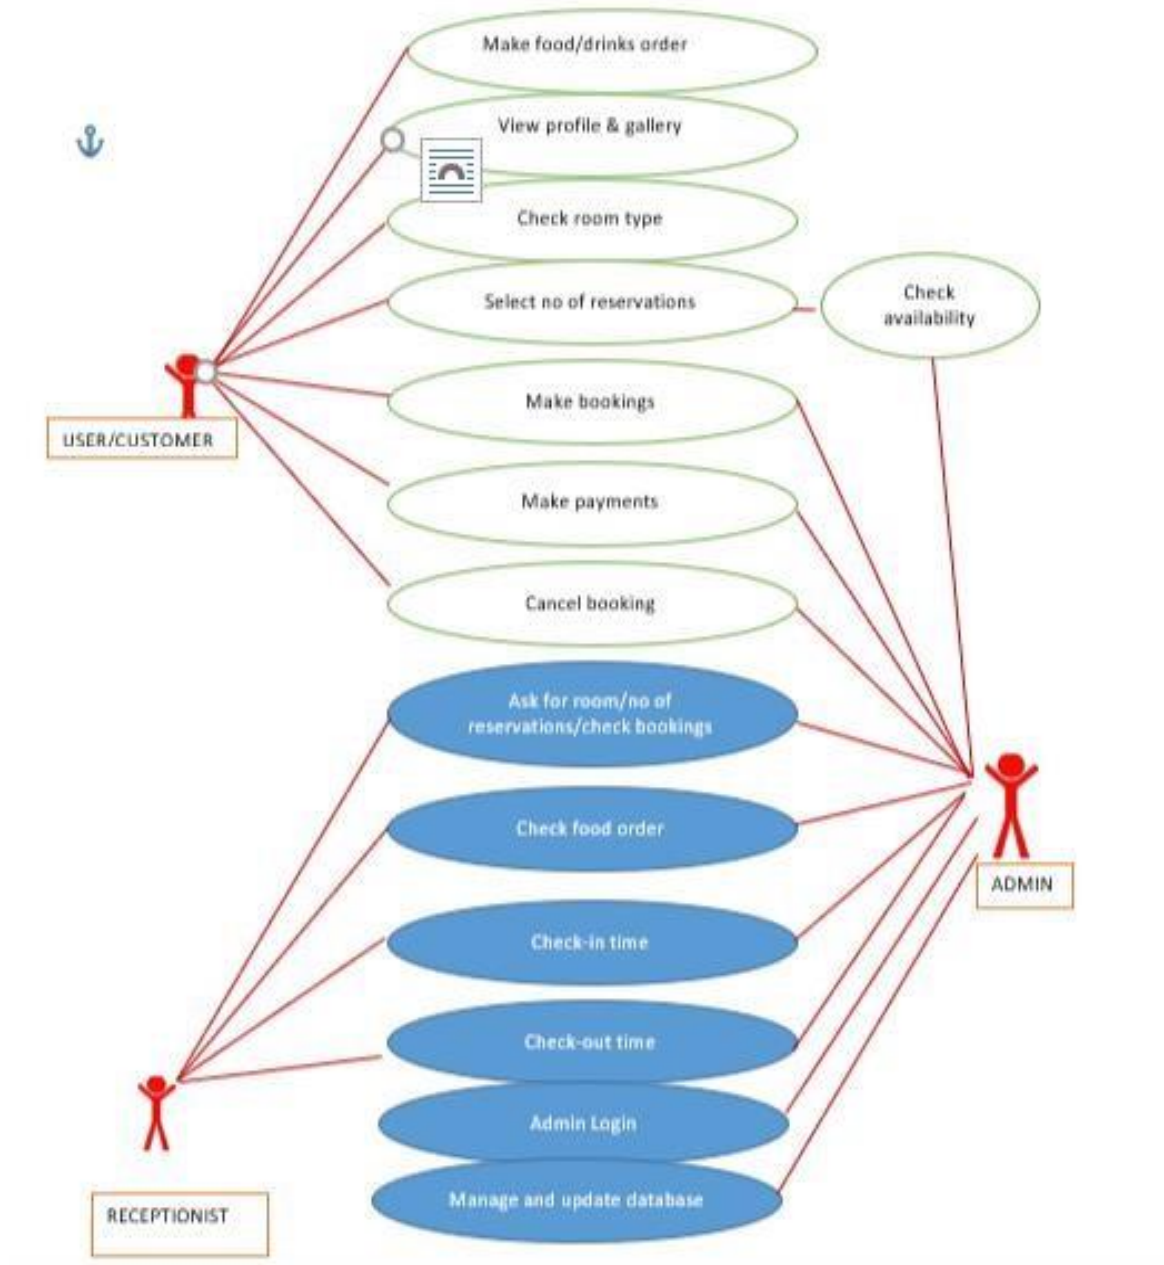 Make food/drinks order
View profile & gallery
Check room type
Select no of reservations
Check
availability
Make bookings
USER/CUSTOMER
Make payments
Cancel booking
Ask for room/no of
reservations/check bookings
Check food order
ADMIN
Check-in time
Check-out time
Admin Login
Manage and update database
RECEPTIONIST